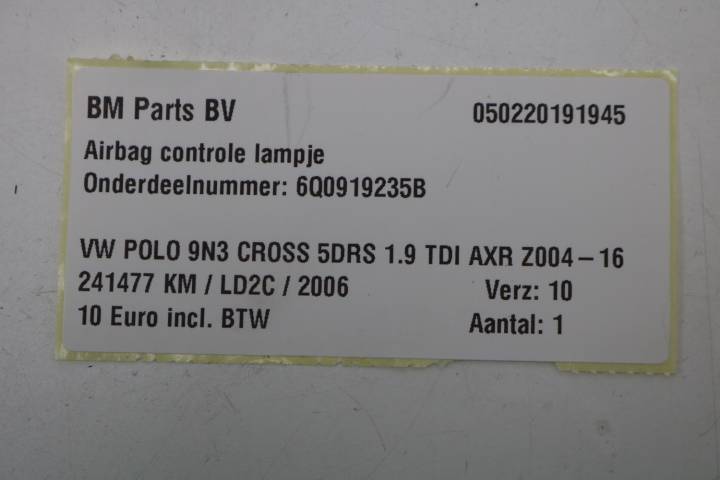 BM Parts BV 050220191945
Airbag controle lampje
Onderdeelnummer: 6Q0919235B
VW POLO 9N3 CROSS 5DRS 1.9 TDI AXR Z004-16
241477 KM / LD2C / 2006 Verz: 10
10 Euro incl. BTW Aantal: 1